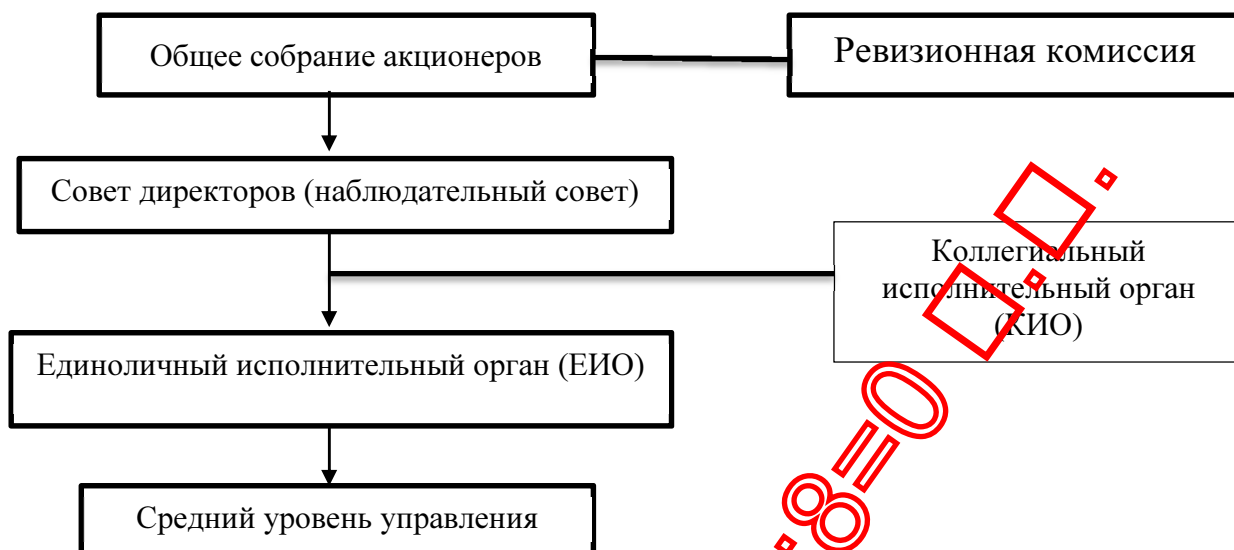 Общее собрание акционеров
Ревизионная комиссия
Совет директоров (наблюдательный совет)
Коллегиальный
исполнительный орган
(КИО)
Единоличный исполнительный орган (ЕИО)
Средний уровень управления